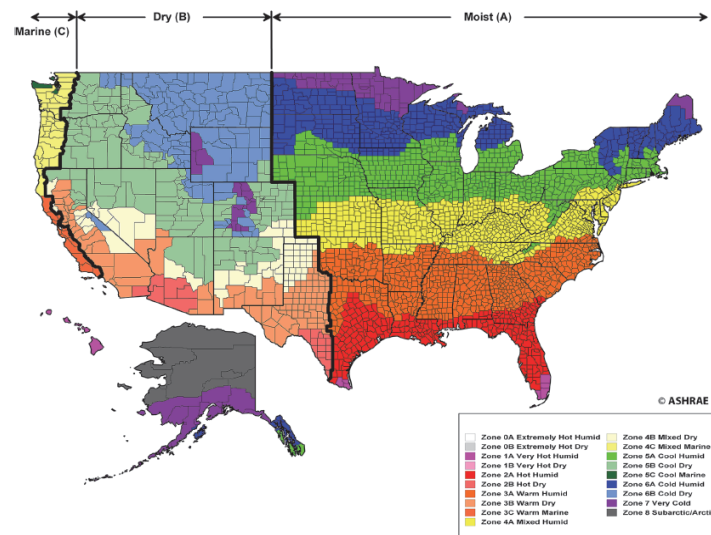 Dry (B)
Moist (A)
Marine (C)
© ASHRAE
Zone 0A Extremely Hot Humid
Zone 0B Extremely Hot Dry
Zone 1A Very Hot Humid
Zone 1B Very Hot Dry
Zone 2A Hot Humid
Zone 2B Hot Dry
Zone 3A Warm Humid
Zone 3B Warm Dry
Zone 3C Warm Marine
Zone 4A Mixed Humid
Zone 4B Mixed Dry
Zone 4C Mixed Marine
Zone 5A Cool Humid
Zone 5B Cool Dry
Zone 5C Cool Marine
Zone 6A Cold Humid
Zone 6B Cold Dry
Zone 7 Very Cold
Zone 8 Subarctic/Arcti